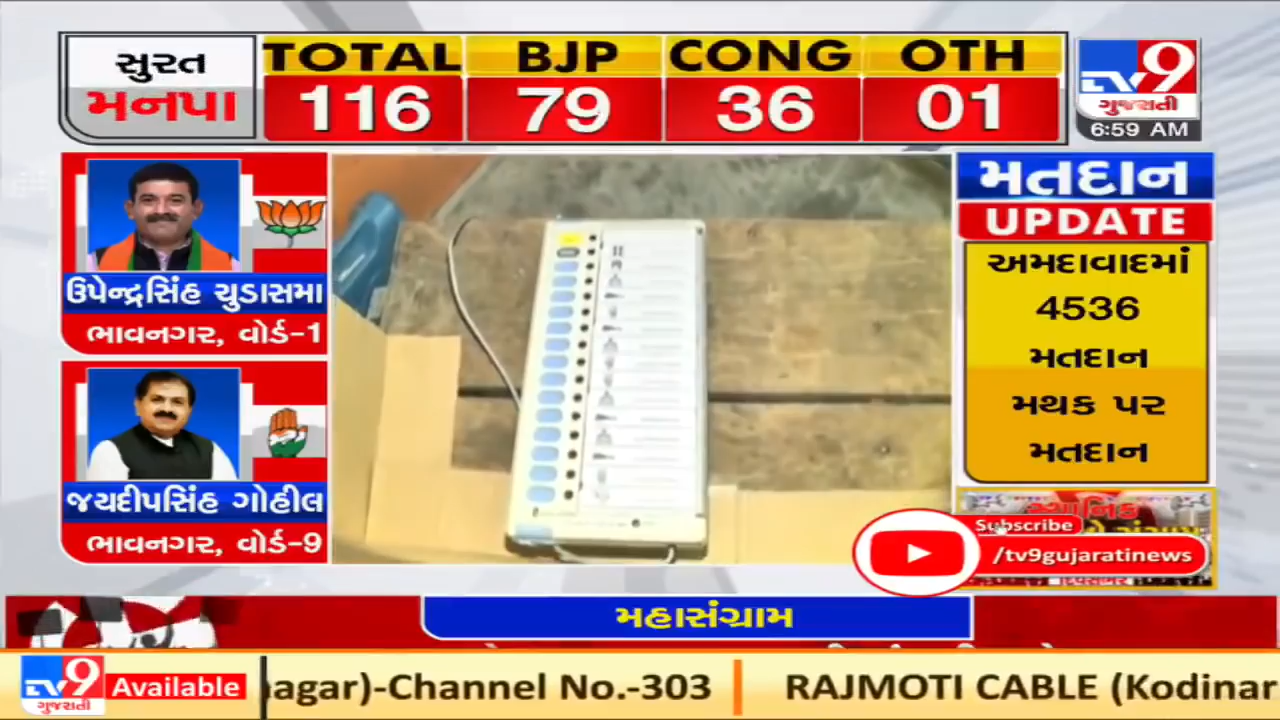 સુરત
મનપા
TOTAL BJP CONG OTH
116 79 36 01
TV9
ગુજરાતી
6:59 AM
ઉપેન્દ્રસિંહ ચુડાસમા
ભાવનગર, વોર્ડ-1
જયદીપસિંહ ગોહીલ
ભાવનગર, વોર્ડ-9
મતદાન
UPDATE
અમદાવાદમાં
4536
મતદાન
મથક પર
મતદાન
સ્થાનિક
Subscribe
/tv9gujaratinews
મહાસંગ્રામ
TV9
ગુજરાતી
Available
nagar)-Channel No.-303
RAJMOTI CABLE (Kodinar